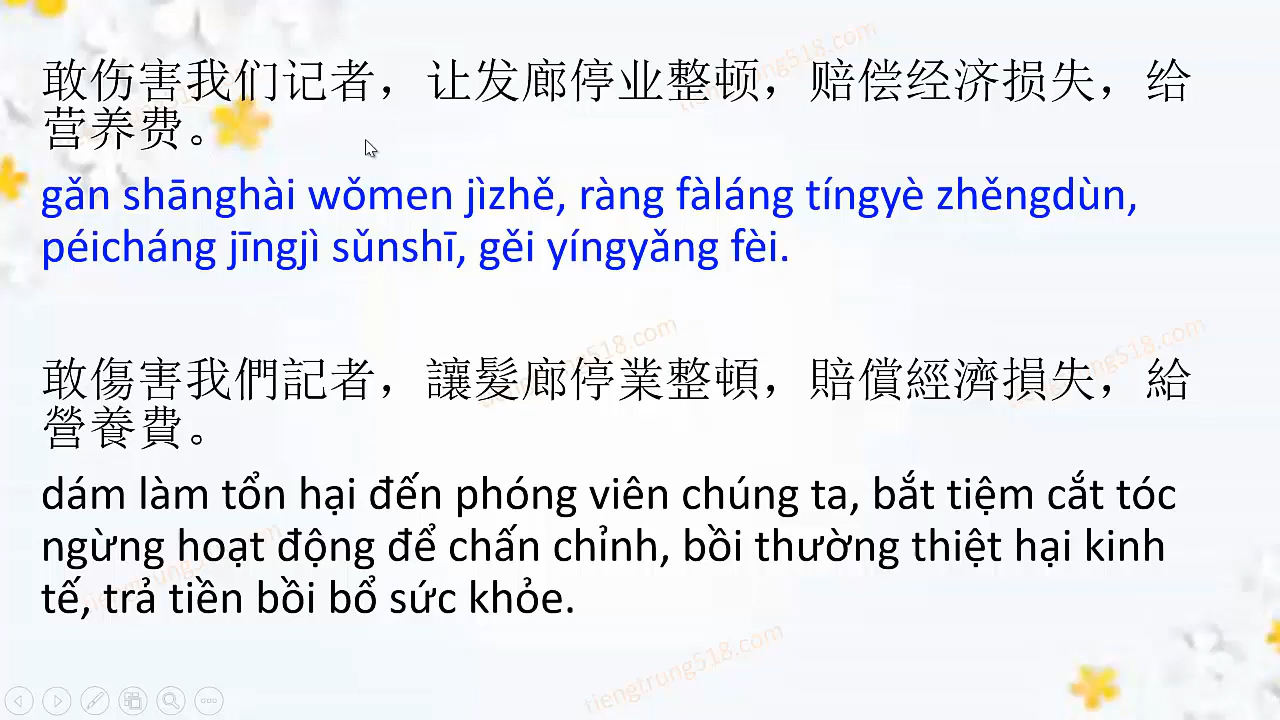 敢伤害我们记者，让发廊停业整顿，赔偿经济损失，给
营养费。
gǎn shānghài wǒmen jìzhě, ràng fàláng tíngyè zhěngdùn,
péicháng jīngjì sǔnshī, gěi yíngyǎng fèi.
敢傷害我們記者，讓髮廊停業整頓，賠償經濟損失，給
營養費。
dám làm tổn hại đến phóng viên chúng ta, bắt tiệm cắt tóc
ngừng hoạt động để chấn chỉnh, bồi thường thiệt hại kinh
tế, trả tiền bồi bổ sức khỏe.
tiengtrung518.com